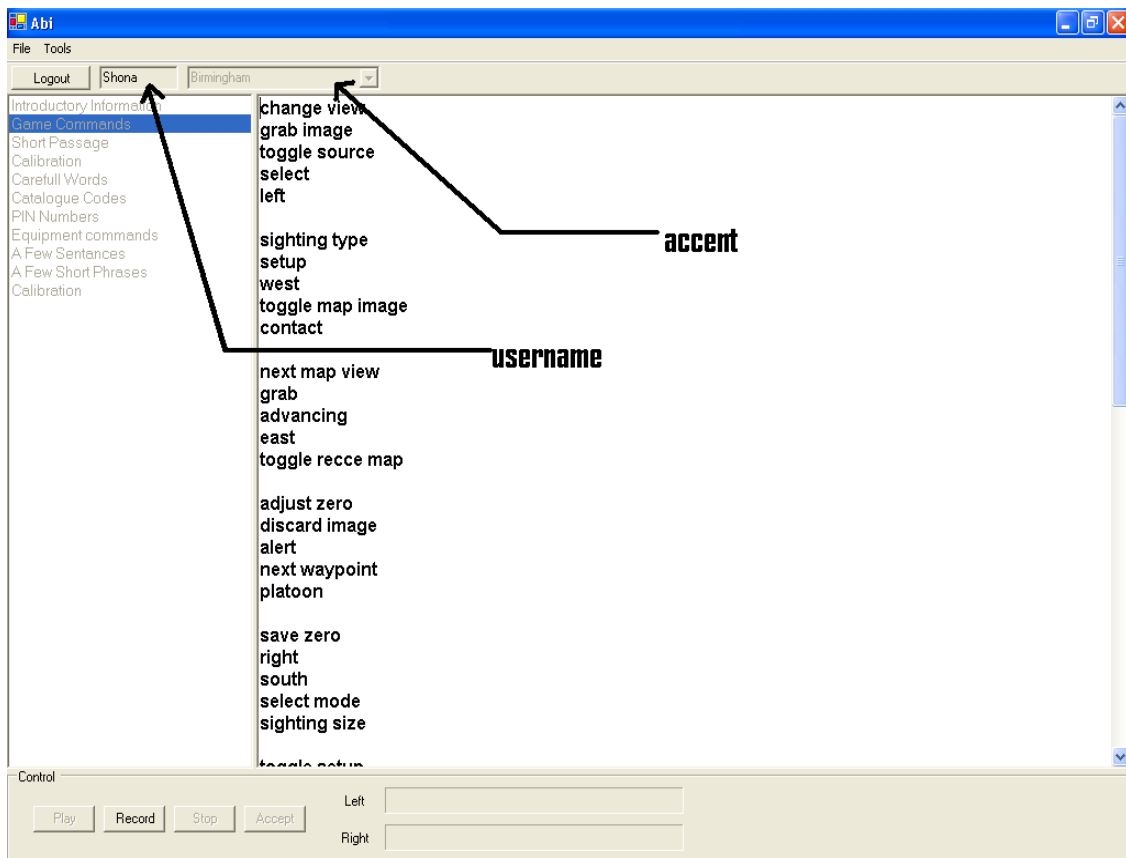 Abi
File Tools
Logout Shona Birmingham
Introductory Information
Game Commands
Short Passage
Calibration
Carefull Words
Catalogue Codes
PIN Numbers
Equipment commands
A Few Sentences
A Few Short Phrases
Calibration
change view
grab image
toggle source
select
left
sighting type
setup
west
toggle map image
contact
next map view
grab
advancing
east
toggle recce map
adjust zero
discard image
alert
next waypoint
platoon
save zero
right
south
select mode
sighting size
toggle setup
accent
username
Control
Play Record Stop Accept
Left
Right